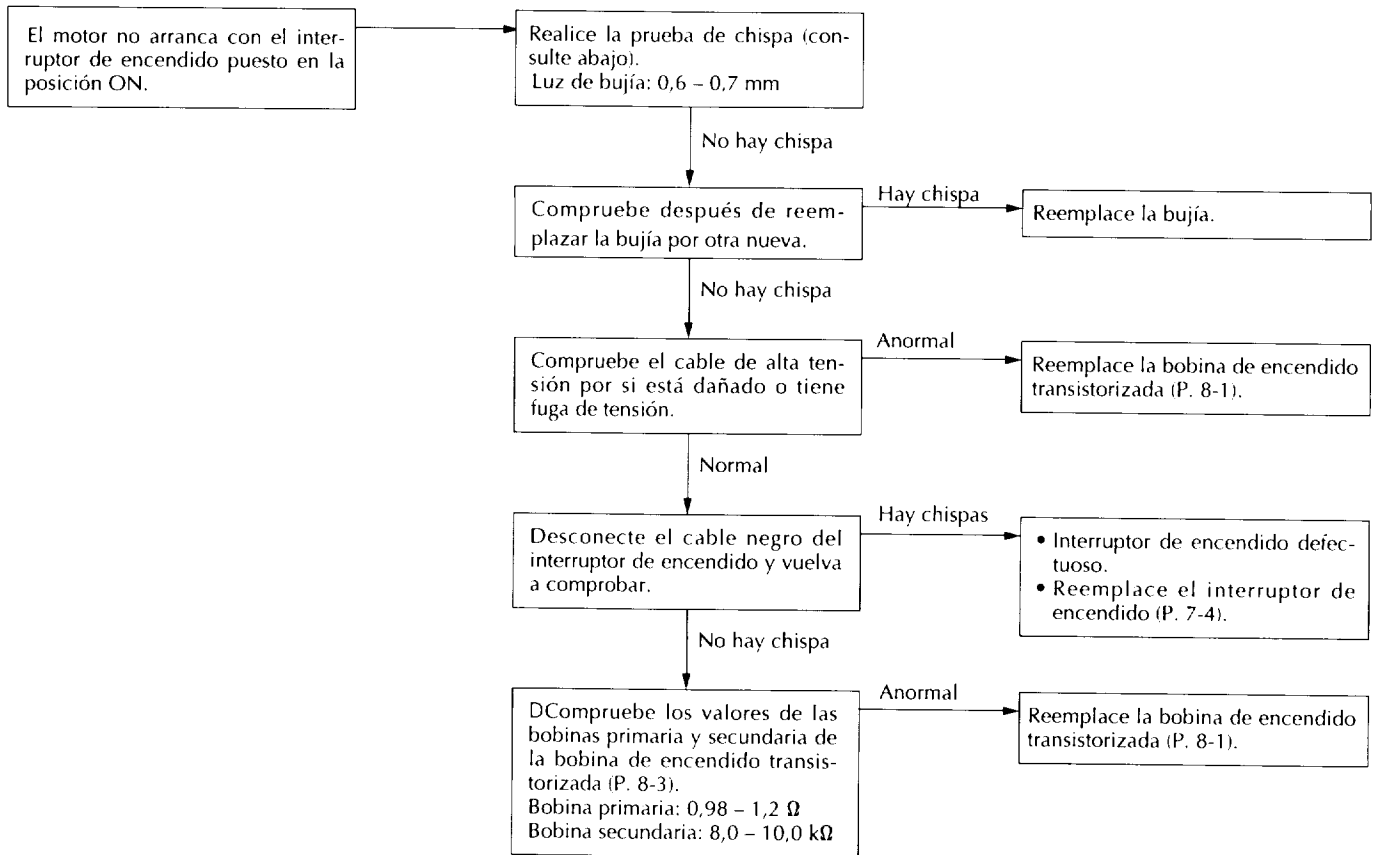 El motor no arranca con el inter-
ruptor de encendido puesto en la
posición ON.
Realice la prueba de chispa (con-
sulte abajo).
Luz de bujía: 0,6 – 0,7 mm
No hay chispa
Compruebe después de reem-
plazar la bujía por otra nueva.
Hay chispa
Reemplace la bujía.
No hay chispa
Compruebe el cable de alta ten-
sión por si está dañado o tiene
fuga de tensión.
Anormal
Reemplace la bobina de encendido
transistorizada (P. 8-1).
Normal
Desconecte el cable negro del
interruptor de encendido y vuelva
a comprobar.
Hay chispas
• Interruptor de encendido defec-
tuoso.
• Reemplace el interruptor de
encendido (P. 7-4).
No hay chispa
DCompruebe los valores de las
bobinas primaria y secundaria de
la bobina de encendido transis-
torizada (P. 8-3).
Bobina primaria: 0,98 – 1,2 Ω
Bobina secundaria: 8,0 – 10,0 kΩ
Anormal
Reemplace la bobina de encendido
transistorizada (P. 8-1).